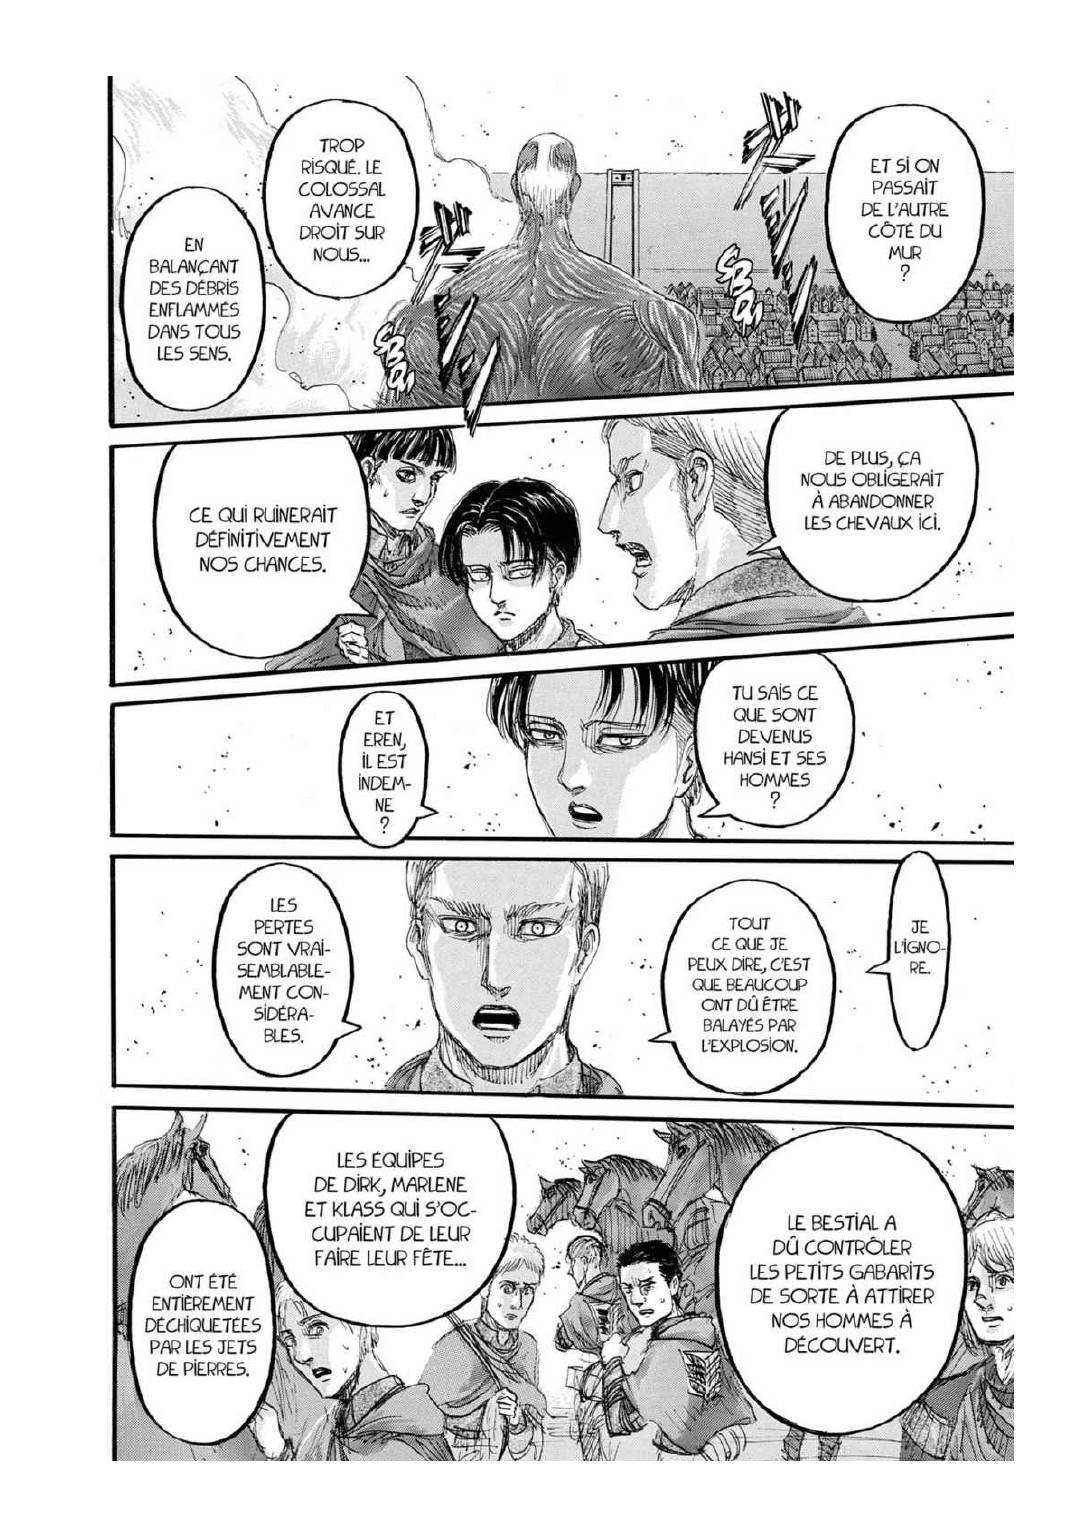 ET SI ON
PASSAIT
DE L'AUTRE
CÔTÉ DU
MUR
?
TROP
RISQUÉ. LE
COLOSSAL
AVANCE
DROIT SUR
NOUS...
EN
BALANÇANT
DES DÉBRIS
ENFLAMMÉS
DANS TOUS
LES SENS.
DE PLUS, ÇA
NOUS OBLIGERAIT
À ABANDONNER
LES CHEVAUX ICI.
CE QUI RUINERAIT
DÉFINITIVEMENT
NOS CHANCES.
TU SAIS CE
QUE SONT
DEVENUS
HANSI ET SES
HOMMES
?
ET
EREN,
IL EST
INDEM-
NE
?
JE
L'IGNO-
RE.
TOUT
CE QUE JE
PEUX DIRE, C'EST
QUE BEAUCOUP
ONT DÛ ÊTRE
BALAYÉS PAR
L'EXPLOSION.
LES
PERTES
SONT VRAI-
SEMBLABLE-
MENT CON-
SIDÉRA-
BLES.
LE BESTIAL A
DÛ CONTRÔLER
LES PETITS GABARITS
DE SORTE À ATTIRER
NOS HOMMES À
DÉCOUVERT.
LES ÉQUIPES
DE DIRK, MARLENE
ET KLASS QUI S'OC-
CUPAIENT DE LEUR
FAIRE LEUR FÊTE...
ONT ÉTÉ
ENTIÈREMENT
DÉCHIQUETÉES
PAR LES JETS
DE PIERRES.